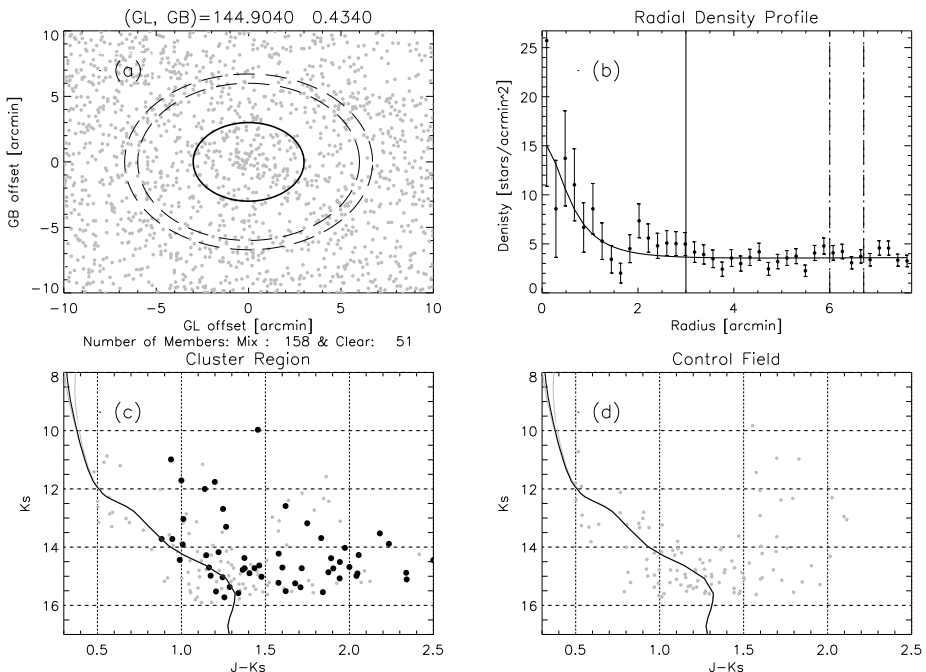 (GL, GB)=144.9040 0.4340
Radial Density Profile
10
5
0
−5
−10
(a)
GB offset [arcmin]
−10
−5
0
5
10
GL offset [arcmin]
25
20
15
10
5
0
(b)
Denisty [stars/acrmin^2]
0
2
4
6
Radius [arcmin]
Number of Members: Mix : 158 & Clear: 51
Cluster Region
Control Field
8
10
12
14
16
(c)
Ks
0.5
1.0
1.5
2.0
2.5
J−Ks
8
10
12
14
16
(d)
Ks
0.5
1.0
1.5
2.0
2.5
J−Ks